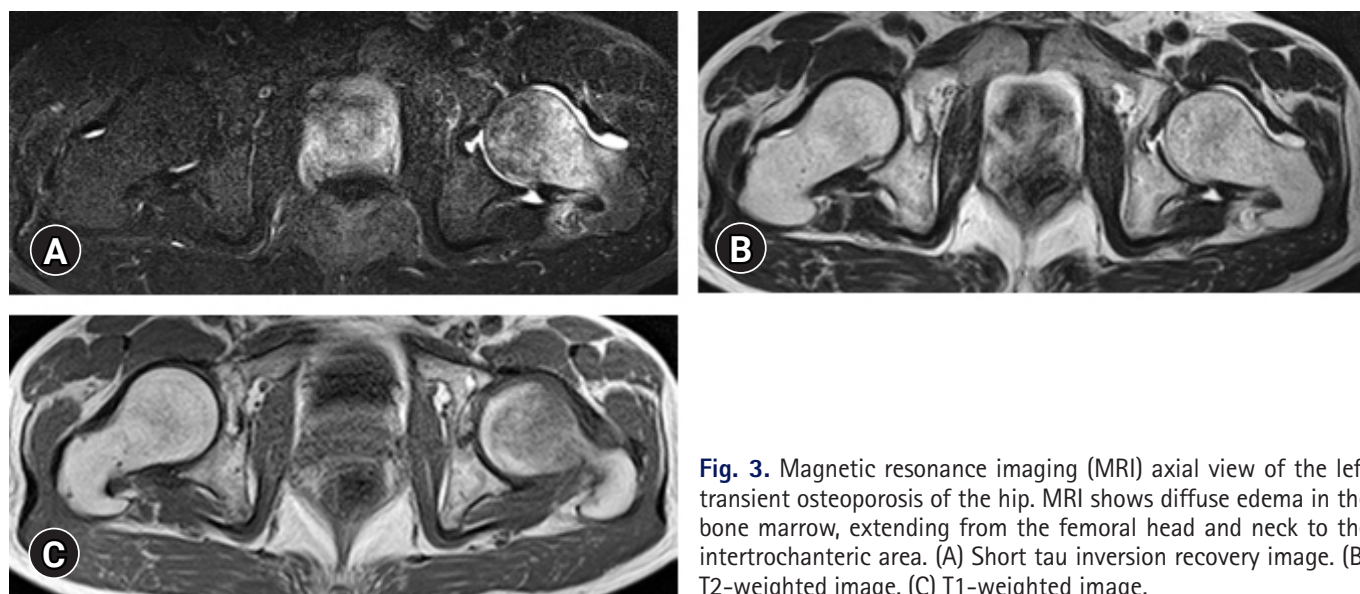 A
B
C
Fig. 3. Magnetic resonance imaging (MRI) axial view of the lef
transient osteoporosis of the hip. MRI shows diffuse edema in the
bone marrow, extending from the femoral head and neck to the
intertrochanteric area. (A) Short tau inversion recovery image. (B
T2-weighted image. (C) T1-weighted image.